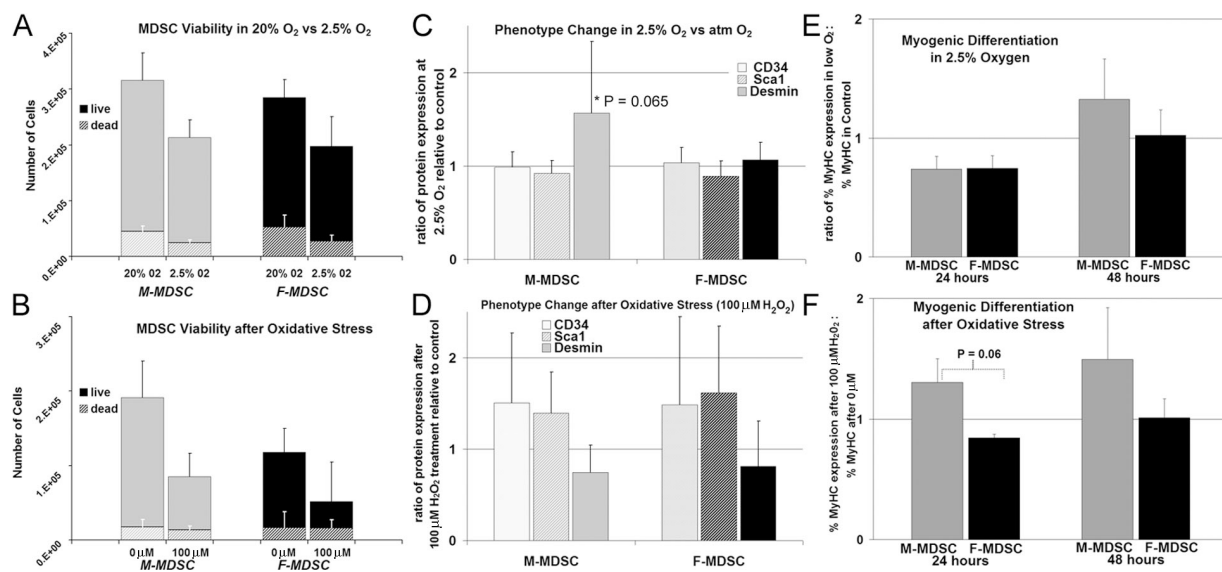 A
MDSC Viability in 20% O₂ vs 2.5% O₂
Number of Cells
4.E+05
3.E+05
2.E+05
1.E+05
0.E+00
live
dead
20% 02 2.5% 02 20% 02 2.5% 02
M-MDSC F-MDSC
B
MDSC Viability after Oxidative Stress
Number of Cells
3.E+05
2.E+05
1.E+05
0.E+00
live
dead
0 µM 100 µM 0 µM 100 µM
M-MDSC F-MDSC
C
Phenotype Change in 2.5% O₂ vs atm O₂
ratio of protein expression at
2.5% O₂ relative to control
2
1
0
CD34
Sca1
Desmin
* P = 0.065
M-MDSC F-MDSC
D
Phenotype Change after Oxidative Stress (100 µM H₂O₂)
ratio of protein expression after
100 µM H₂O₂ treatment relative to control
2
1
0
CD34
Sca1
Desmin
M-MDSC F-MDSC
E
Myogenic Differentiation
in 2.5% Oxygen
ratio of % MyHC expression in low O₂ :
% MyHC in Control
2
1
0
M-MDSC F-MDSC M-MDSC F-MDSC
24 hours 48 hours
F
Myogenic Differentiation
after Oxidative Stress
% MyHC expression after 100 µMH₂0₂ :
% MyHC after 0µM
2
1
0
P = 0.06
M-MDSC F-MDSC M-MDSC F-MDSC
24 hours 48 hours